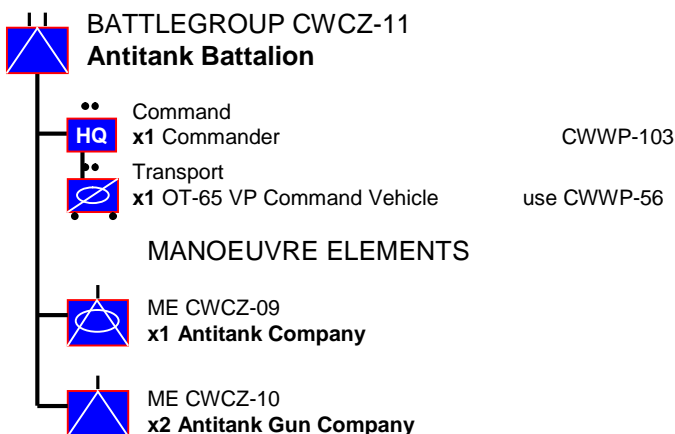 BATTLEGROUP CWCZ-11
Antitank Battalion
Command
HQ x1 Commander CWWP-103
Transport
x1 OT-65 VP Command Vehicle use CWWP-56
MANOEUVRE ELEMENTS
ME CWCZ-09
x1 Antitank Company
ME CWCZ-10
x2 Antitank Gun Company